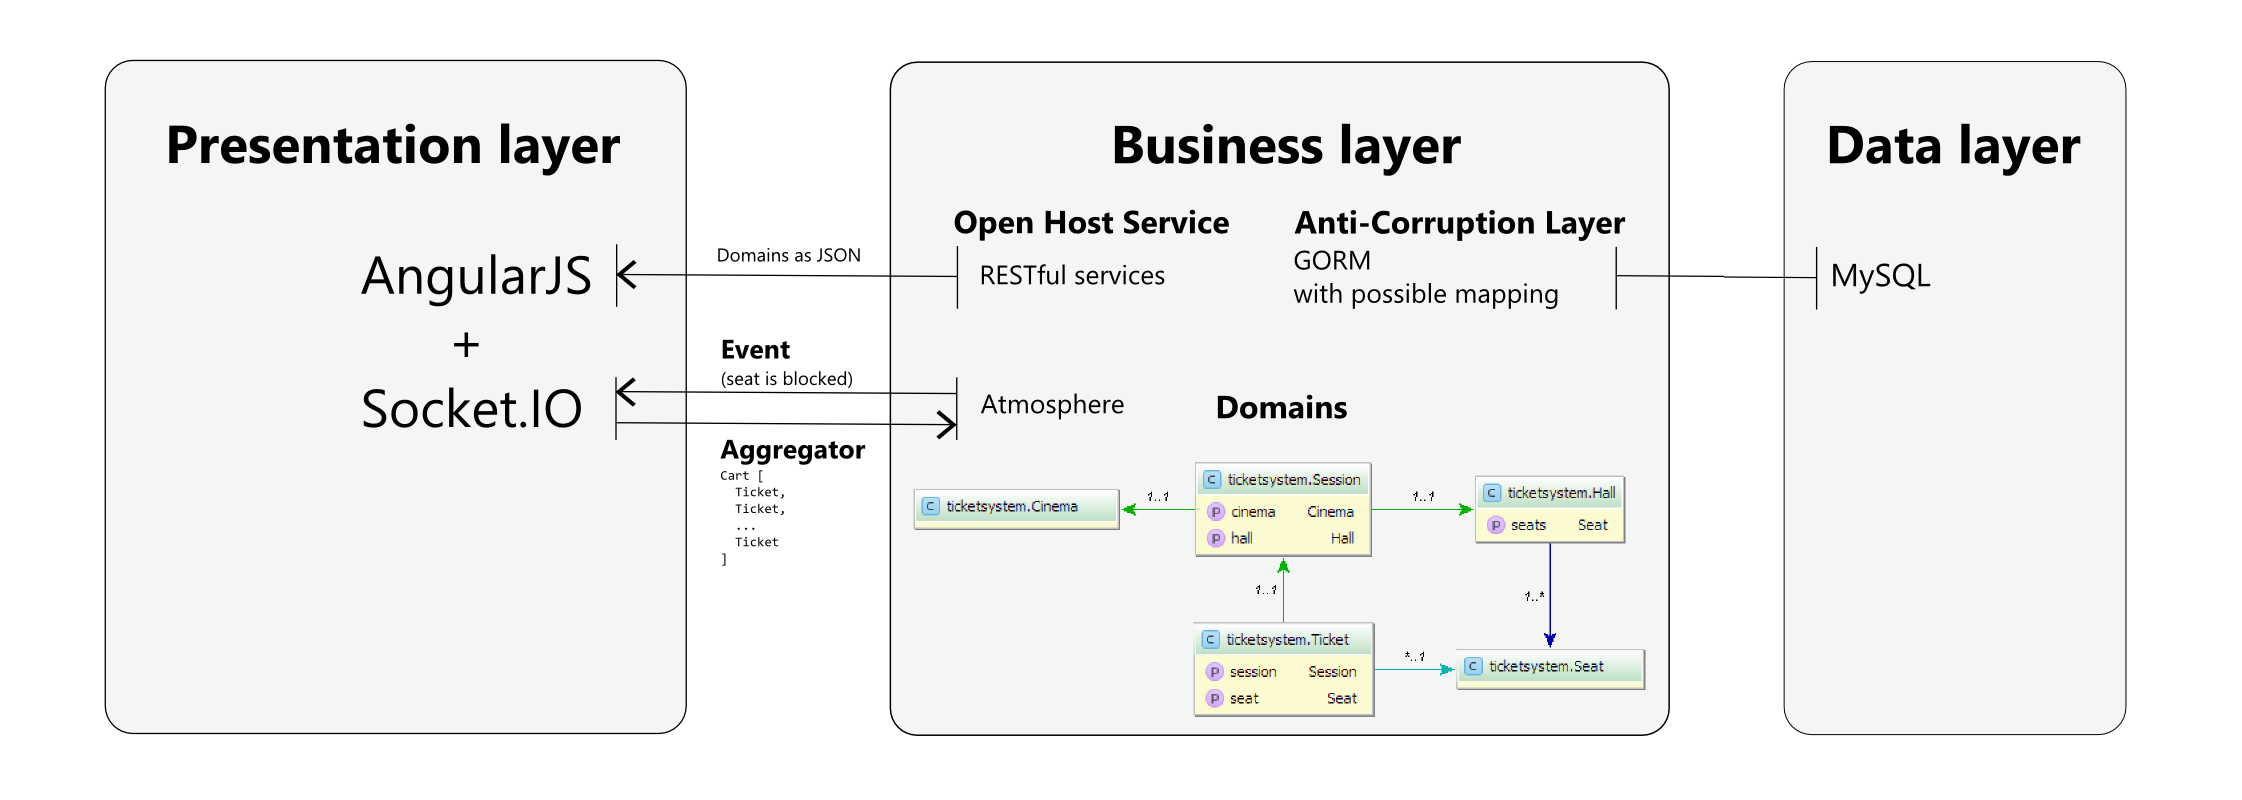 Presentation layer
AngularJS
+
Socket.IO
Domains as JSON
Event
(seat is blocked)
Aggregator
Cart [
Ticket,
Ticket,
...
Ticket
]
Business layer
Open Host Service
RESTful services
Anti-Corruption Layer
GORM
with possible mapping
Atmosphere
Domains
C ticketsystem.Cinema
1..1
C ticketsystem.Session
P cinema Cinema
P hall Hall
1..1
C ticketsystem.Hall
P seats Seat
1..1
1..*
C ticketsystem.Ticket
P session Session
P seat Seat
*..1
C ticketsystem.Seat
Data layer
MySQL